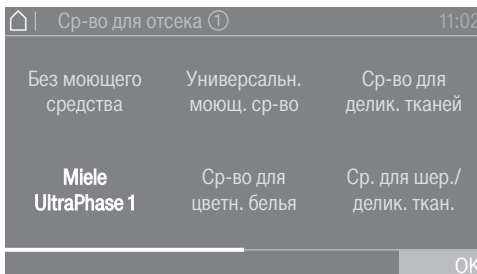 Ср-во для отсека ①
11:02
Без моющего
средства
Универсальн.
моющ. ср-во
Ср-во для
делик. тканей
Miele
UltraPhase 1
Ср-во для
цветн. белья
Ср. для шер./
делик. ткан.
OK